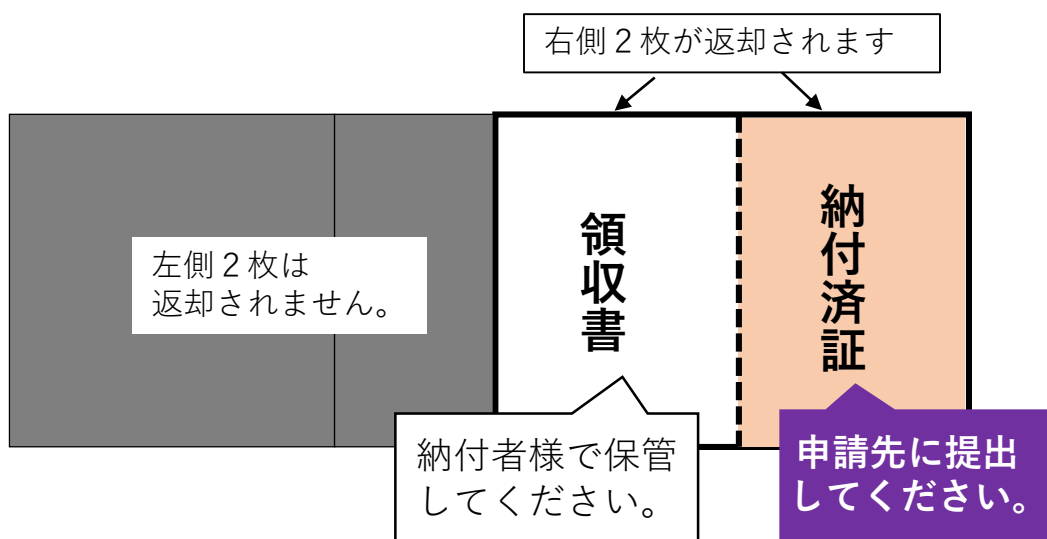 右側２枚が返却されます
左側２枚は
返却されません。
領収書
納付済証
納付者様で保管
してください。
申請先に提出
してください。